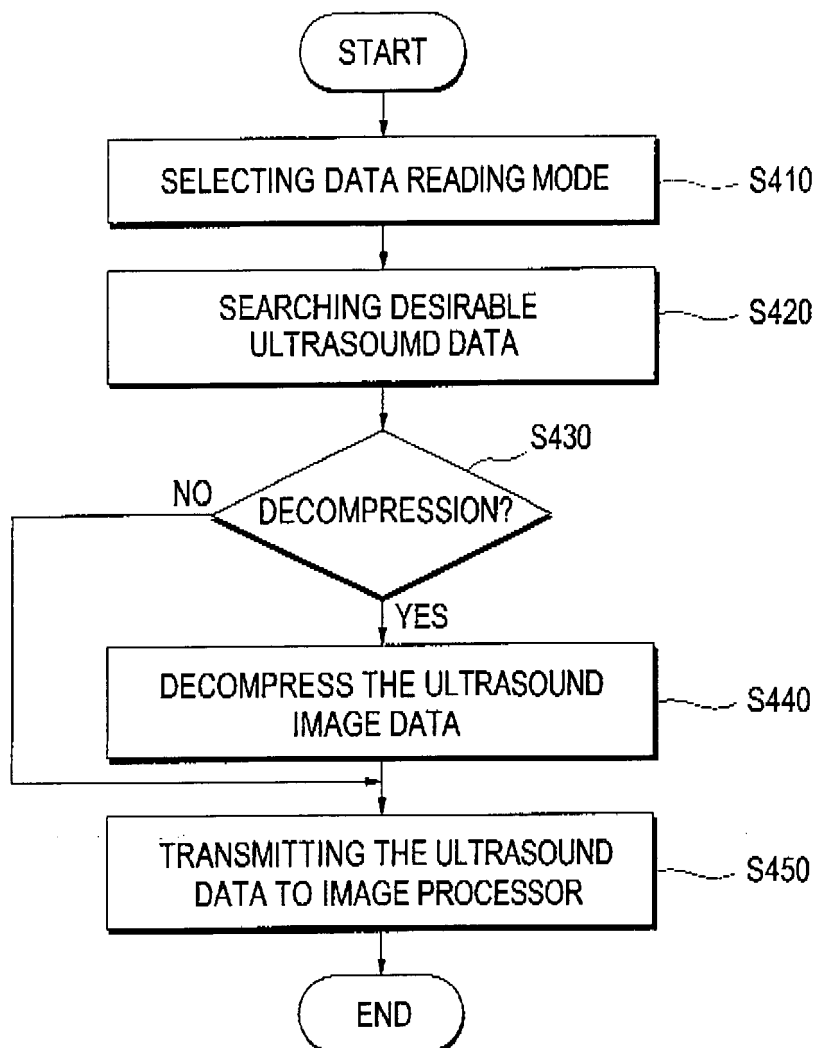 START
SELECTING DATA READING MODE
S410
SEARCHING DESIRABLE
ULTRASOUMD DATA
S420
S430
DECOMPRESSION?
NO
YES
DECOMPRESS THE ULTRASOUND
IMAGE DATA
S440
TRANSMITTING THE ULTRASOUND
DATA TO IMAGE PROCESSOR
S450
END